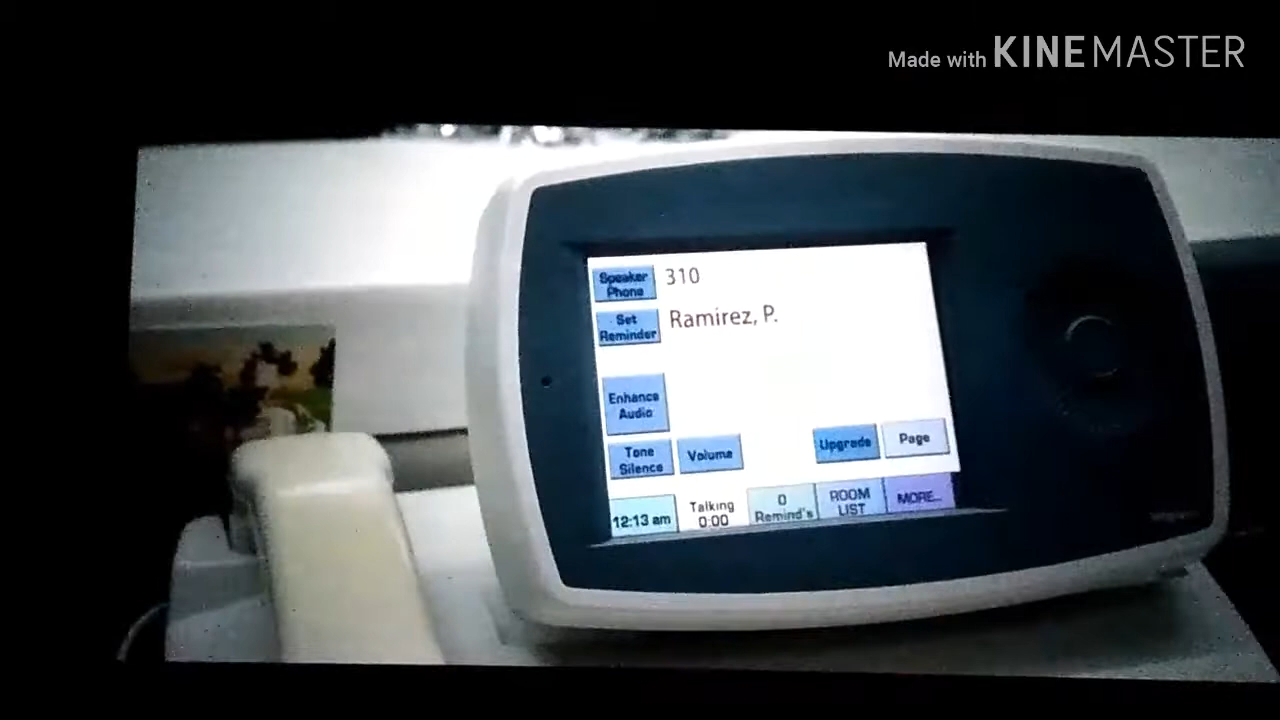 Made with KINEMASTER
Speaker
Phone
310
Set
Reminder
Ramirez, P.
Enhance
Audio
Tone
Silence
Volume
Upgrade
Page
12:13 am
Talking
0:00
0
Remind's
ROOM
LIST
MORE...